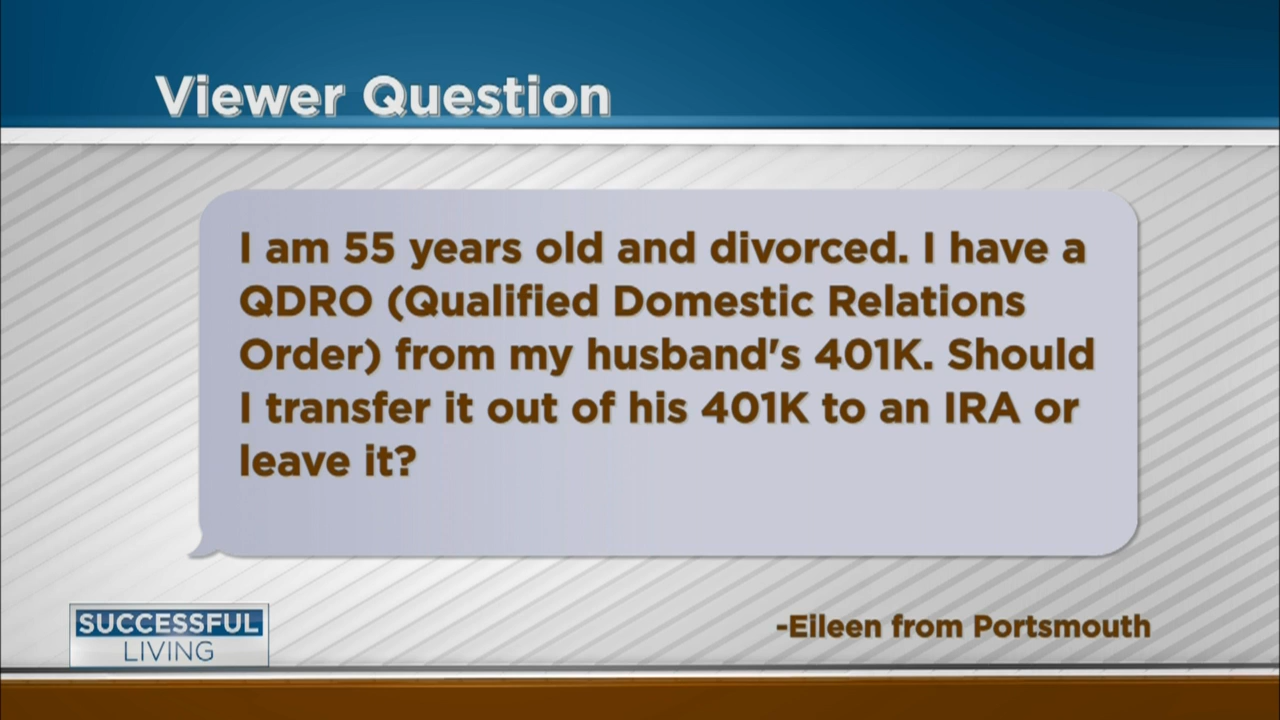 Viewer Question
I am 55 years old and divorced. I have a
QDRO (Qualified Domestic Relations
Order) from my husband's 401K. Should
I transfer it out of his 401K to an IRA or
leave it?
SUCCESSFUL
LIVING
-Eileen from Portsmouth